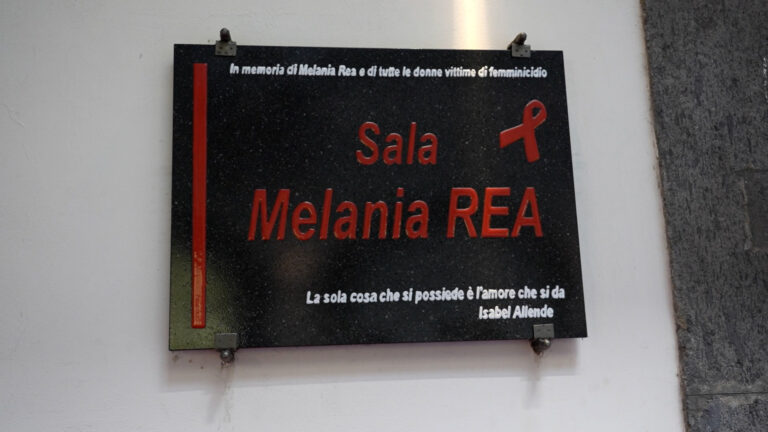 In memoria di Melania Rea e di tutte le donne vittime di femminicidio
Sala
Melania REA
La sola cosa che si possiede è l'amore che si da
Isabel Allende